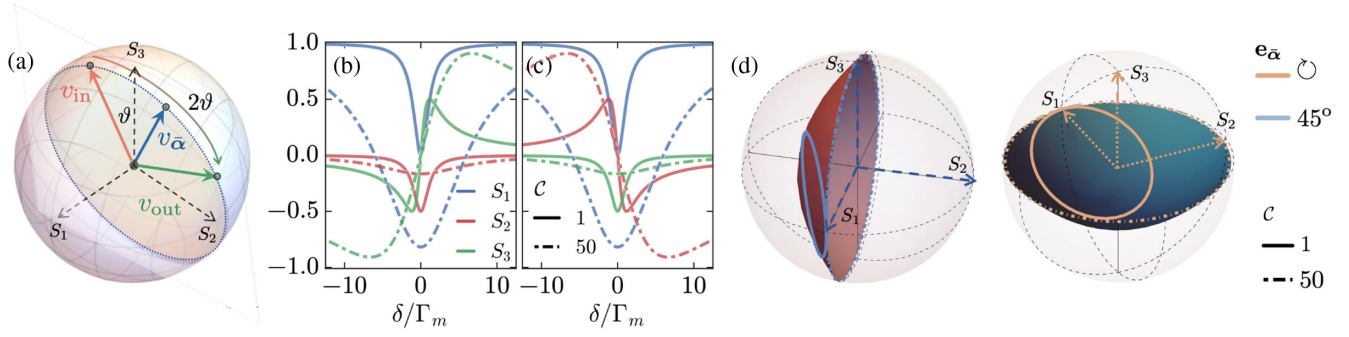 (a)
S₃
v_in
ϑ
2ϑ
v_ᾱ
v_out
S₁
S₂
(b)
1.0
0.5
0.0
−0.5
−1.0
−10
0
10
δ/Γₘ
S₁
S₂
S₃
(c)
𝒞
1
50
−10
0
10
δ/Γₘ
(d)
S₃
S₂
S₁
S₃
S₁
S₂
e_ᾱ
↻
45°
𝒞
1
50